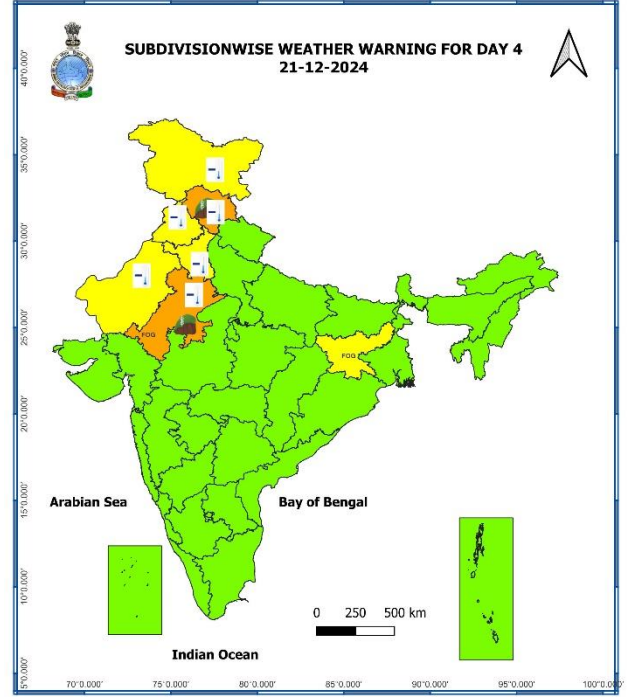 SUBDIVISIONWISE WEATHER WARNING FOR DAY 4
21-12-2024
40°0.000'
35°0.000'
30°0.000'
25°0.000'
20°0.000'
15°0.000'
10°0.000'
5°0.000'
FOG
FOG
Arabian Sea
Bay of Bengal
0 250 500 km
Indian Ocean
70°0.000' 75°0.000' 80°0.000' 85°0.000' 90°0.000' 95°0.000' 100°0.000'